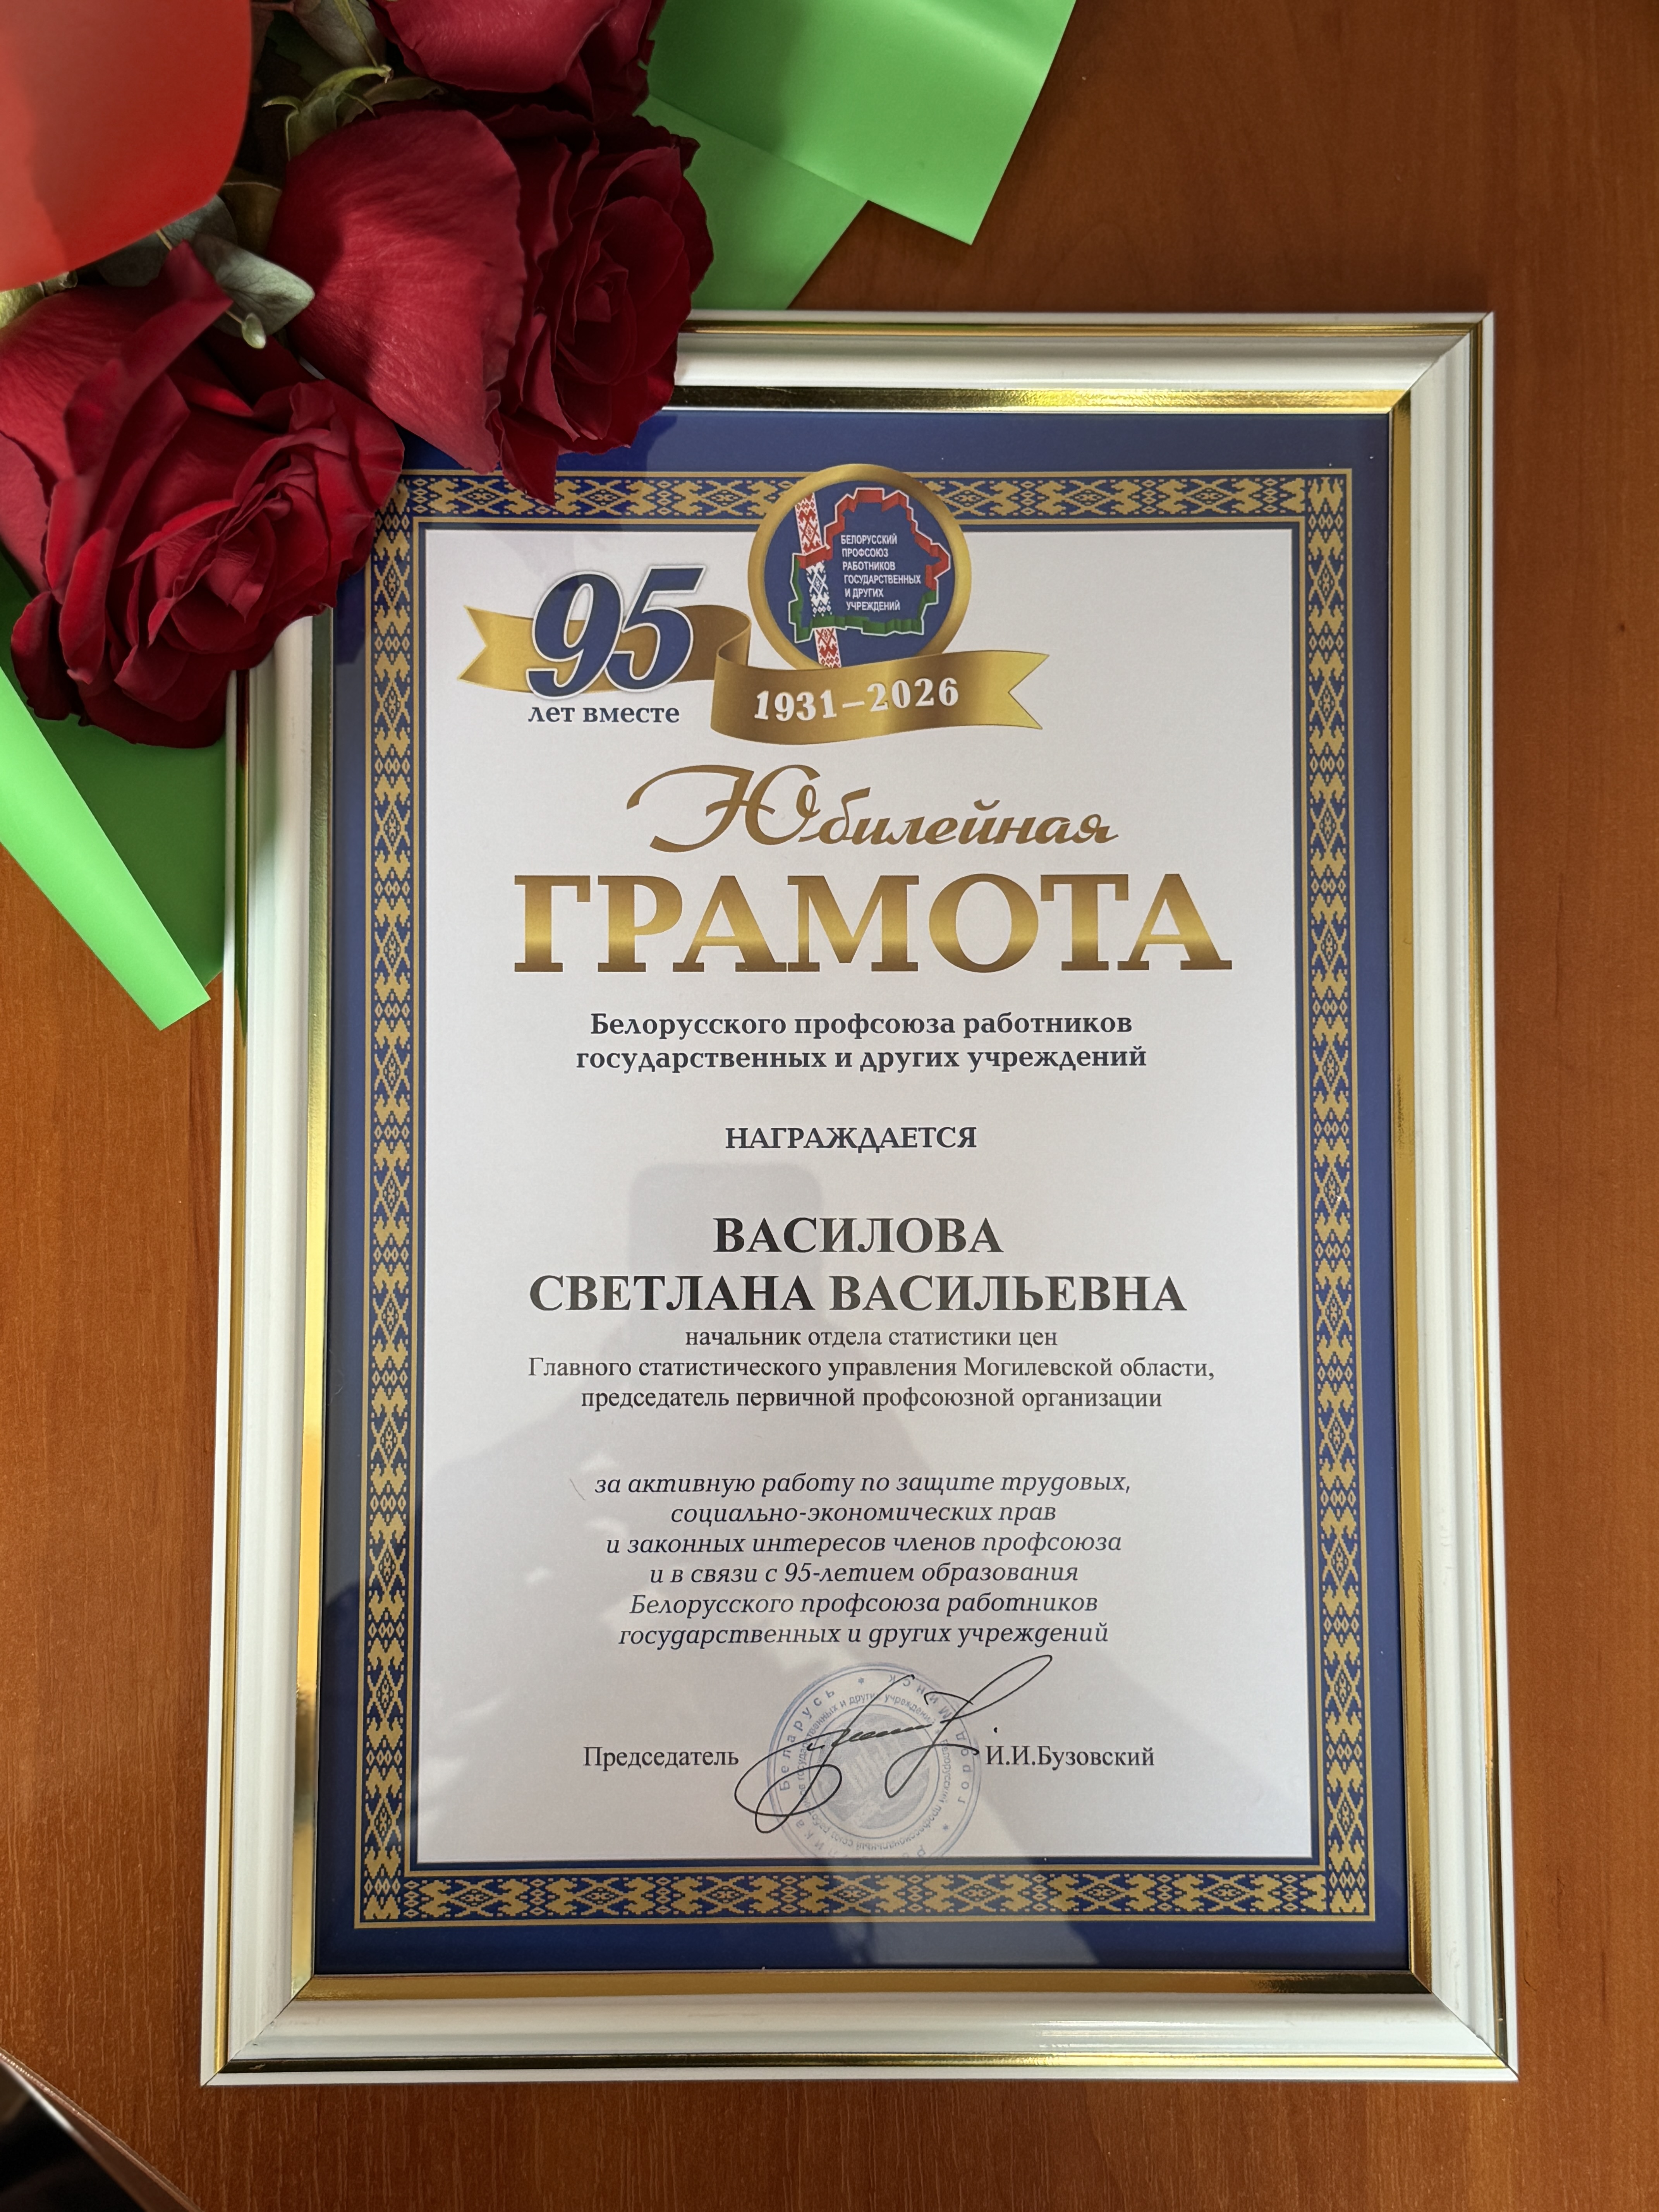 БЕЛОРУССКИЙ
ПРОФСОЮЗ
РАБОТНИКОВ
ГОСУДАРСТВЕННЫХ
И ДРУГИХ
УЧРЕЖДЕНИЙ
95
лет вместе
1931–2026
Юбилейная
ГРАМОТА
Белорусского профсоюза работников
государственных и других учреждений
НАГРАЖДАЕТСЯ
ВАСИЛОВА
СВЕТЛАНА ВАСИЛЬЕВНА
начальник отдела статистики цен
Главного статистического управления Могилевской области,
председатель первичной профсоюзной организации
за активную работу по защите трудовых,
социально-экономических прав
и законных интересов членов профсоюза
и в связи с 95-летием образования
Белорусского профсоюза работников
государственных и других учреждений
Председатель
И.И.Бузовский
Беларусь
город Минск